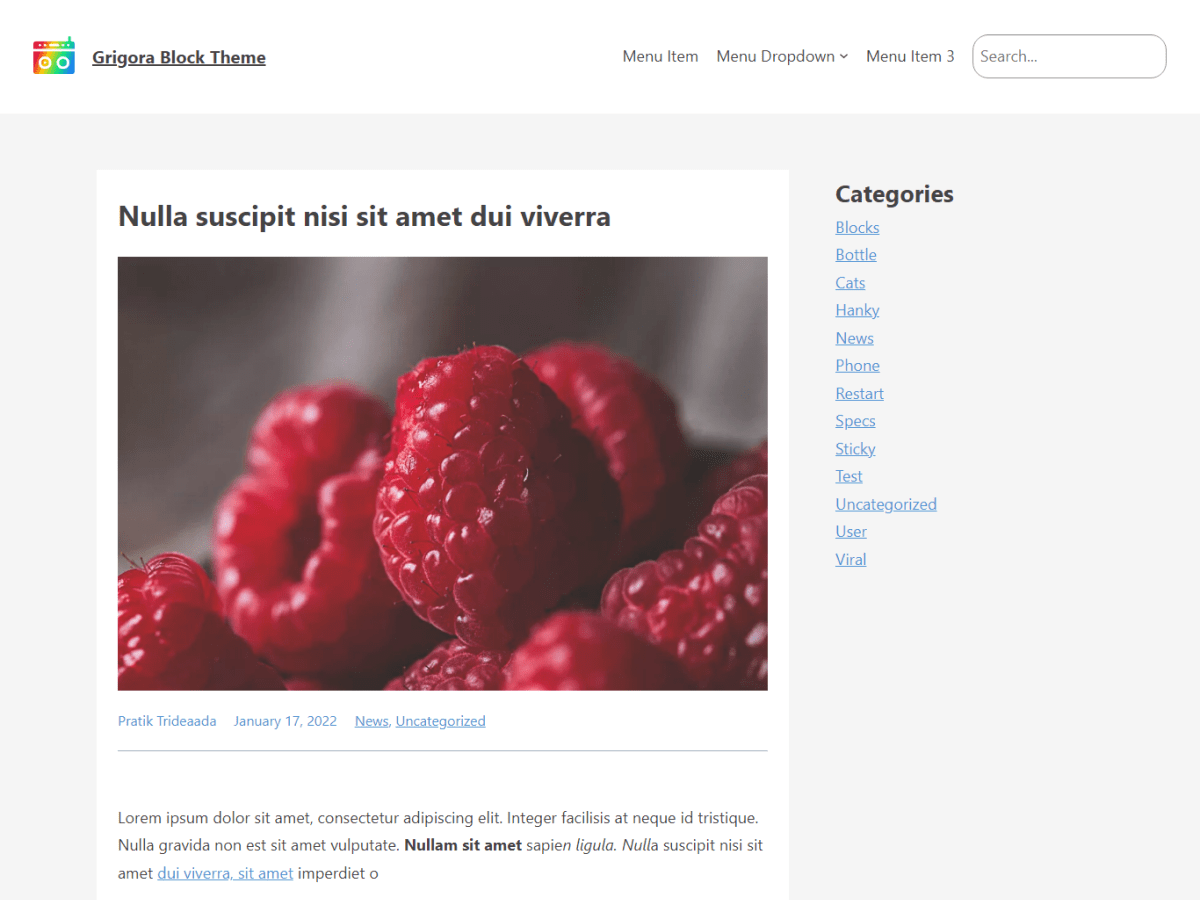 Grigora Block Theme
Menu Item
Menu Dropdown
Menu Item 3
Search...
Nulla suscipit nisi sit amet dui viverra
Pratik Trideaada January 17, 2022 News, Uncategorized
Lorem ipsum dolor sit amet, consectetur adipiscing elit. Integer facilisis at neque id tristique.
Nulla gravida non est sit amet vulputate. Nullam sit amet sapien ligula. Nulla suscipit nisi sit
amet dui viverra, sit amet imperdiet o
Categories
Blocks
Bottle
Cats
Hanky
News
Phone
Restart
Specs
Sticky
Test
Uncategorized
User
Viral